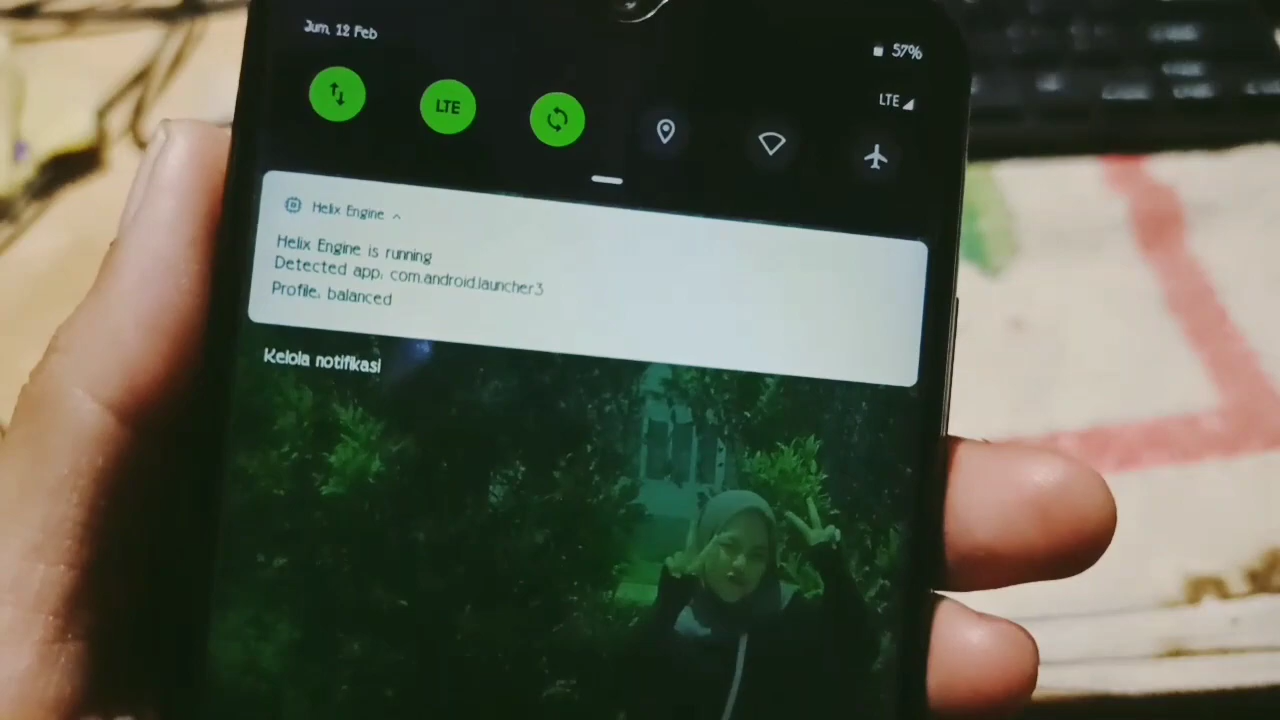 Jum, 12 Feb
57%
LTE
LTE
Helix Engine
Helix Engine is running
Detected app: com.android.launcher3
Profile: balanced
Kelola notifikasi